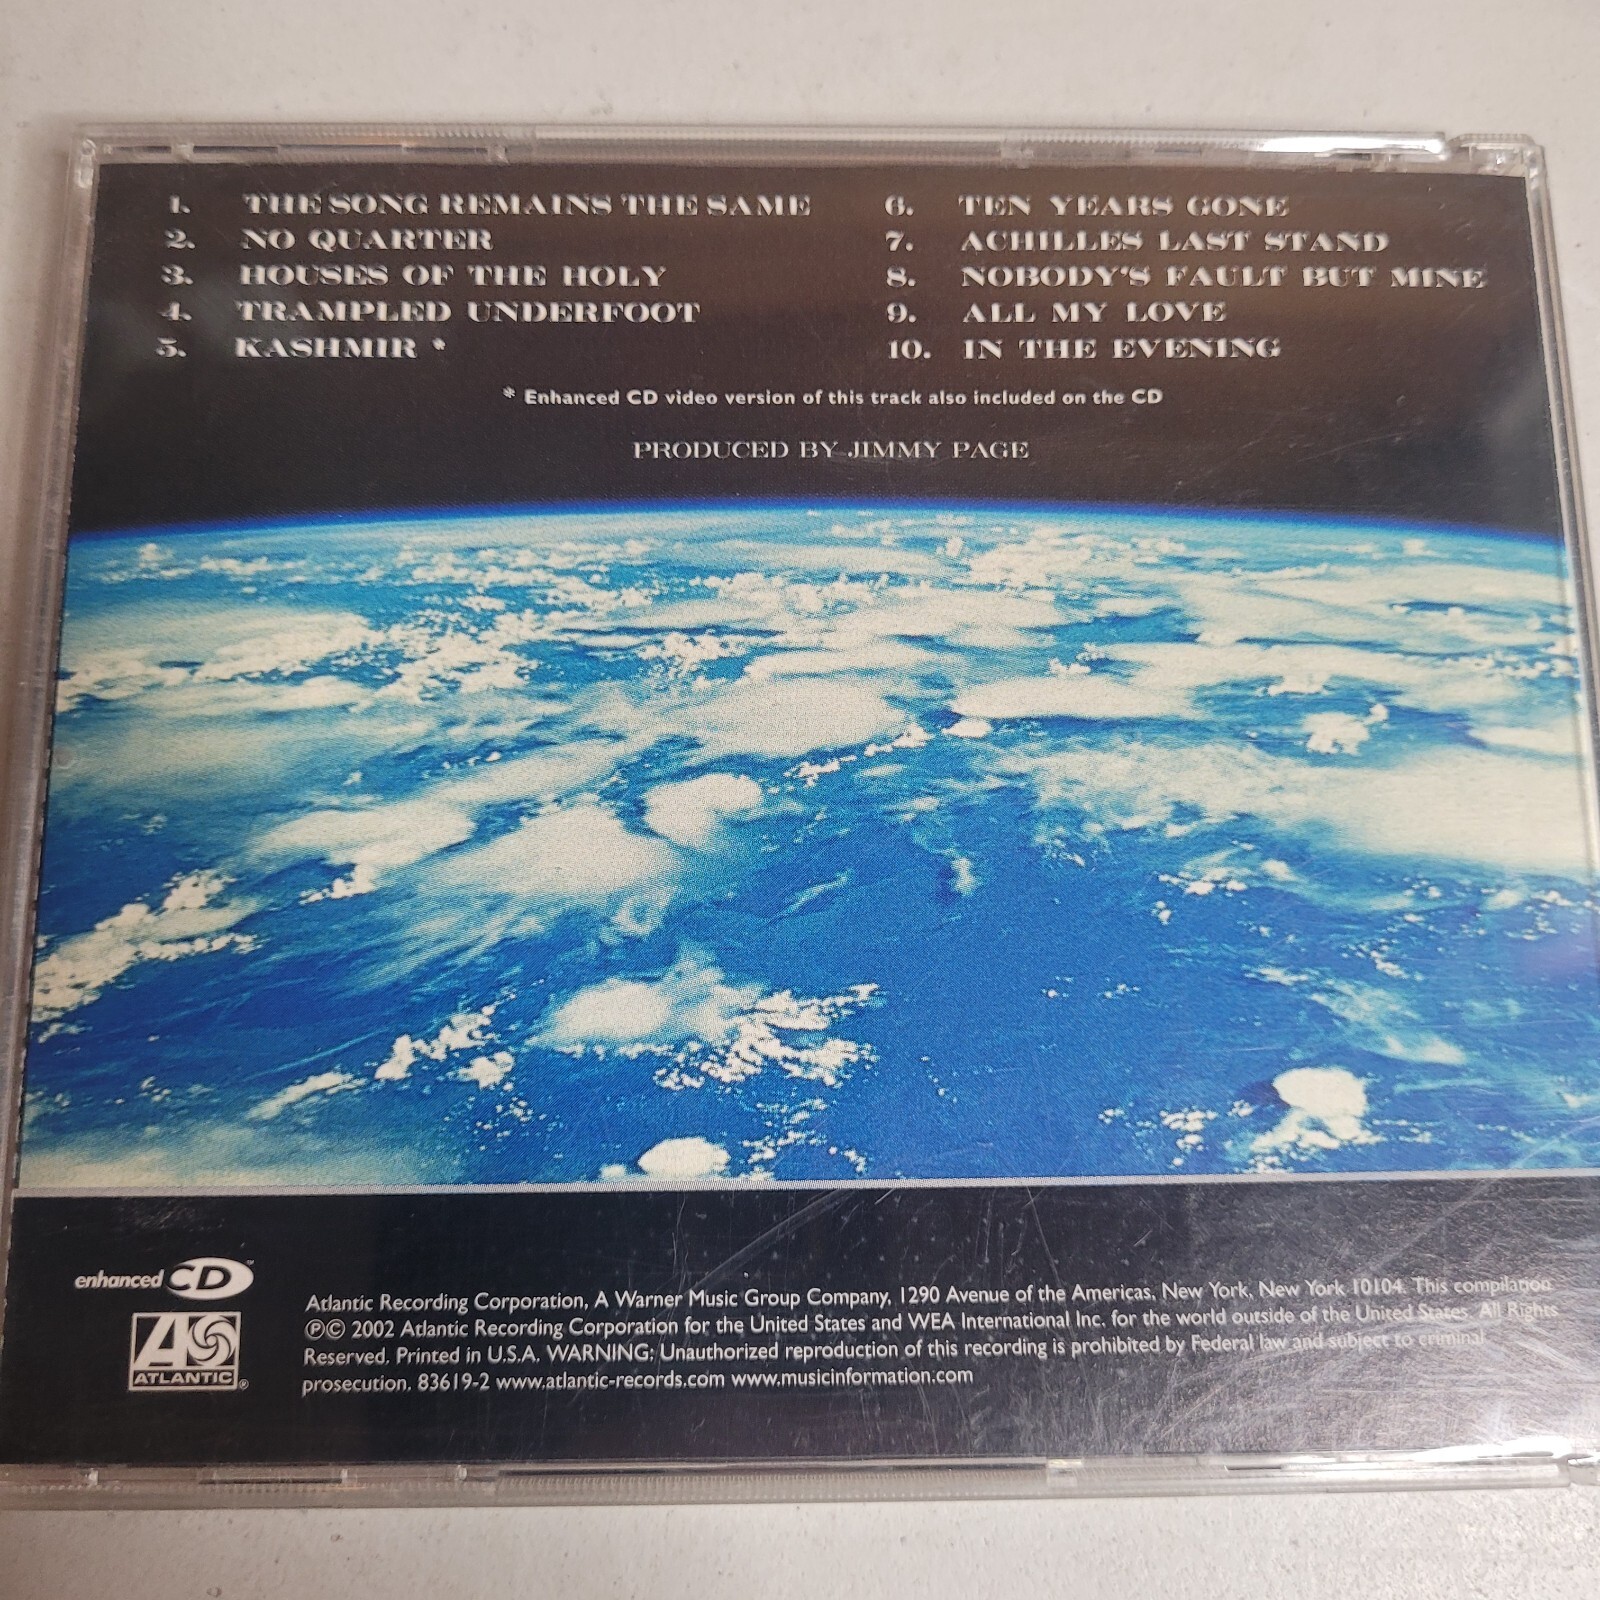 1. THE SONG REMAINS THE SAME
2. NO QUARTER
3. HOUSES OF THE HOLY
4. TRAMPLED UNDERFOOT
5. KASHMIR *
6. TEN YEARS GONE
7. ACHILLES LAST STAND
8. NOBODY'S FAULT BUT MINE
9. ALL MY LOVE
10. IN THE EVENING
* Enhanced CD video version of this track also included on the CD
PRODUCED BY JIMMY PAGE
enhanced CD™
ATLANTIC®
Atlantic Recording Corporation, A Warner Music Group Company, 1290 Avenue of the Americas, New York, New York 10104. This compilation
℗© 2002 Atlantic Recording Corporation for the United States and WEA International Inc. for the world outside of the United States. All Rights
Reserved. Printed in U.S.A. WARNING: Unauthorized reproduction of this recording is prohibited by Federal law and subject to criminal
prosecution. 83619-2 www.atlantic-records.com www.musicinformation.com